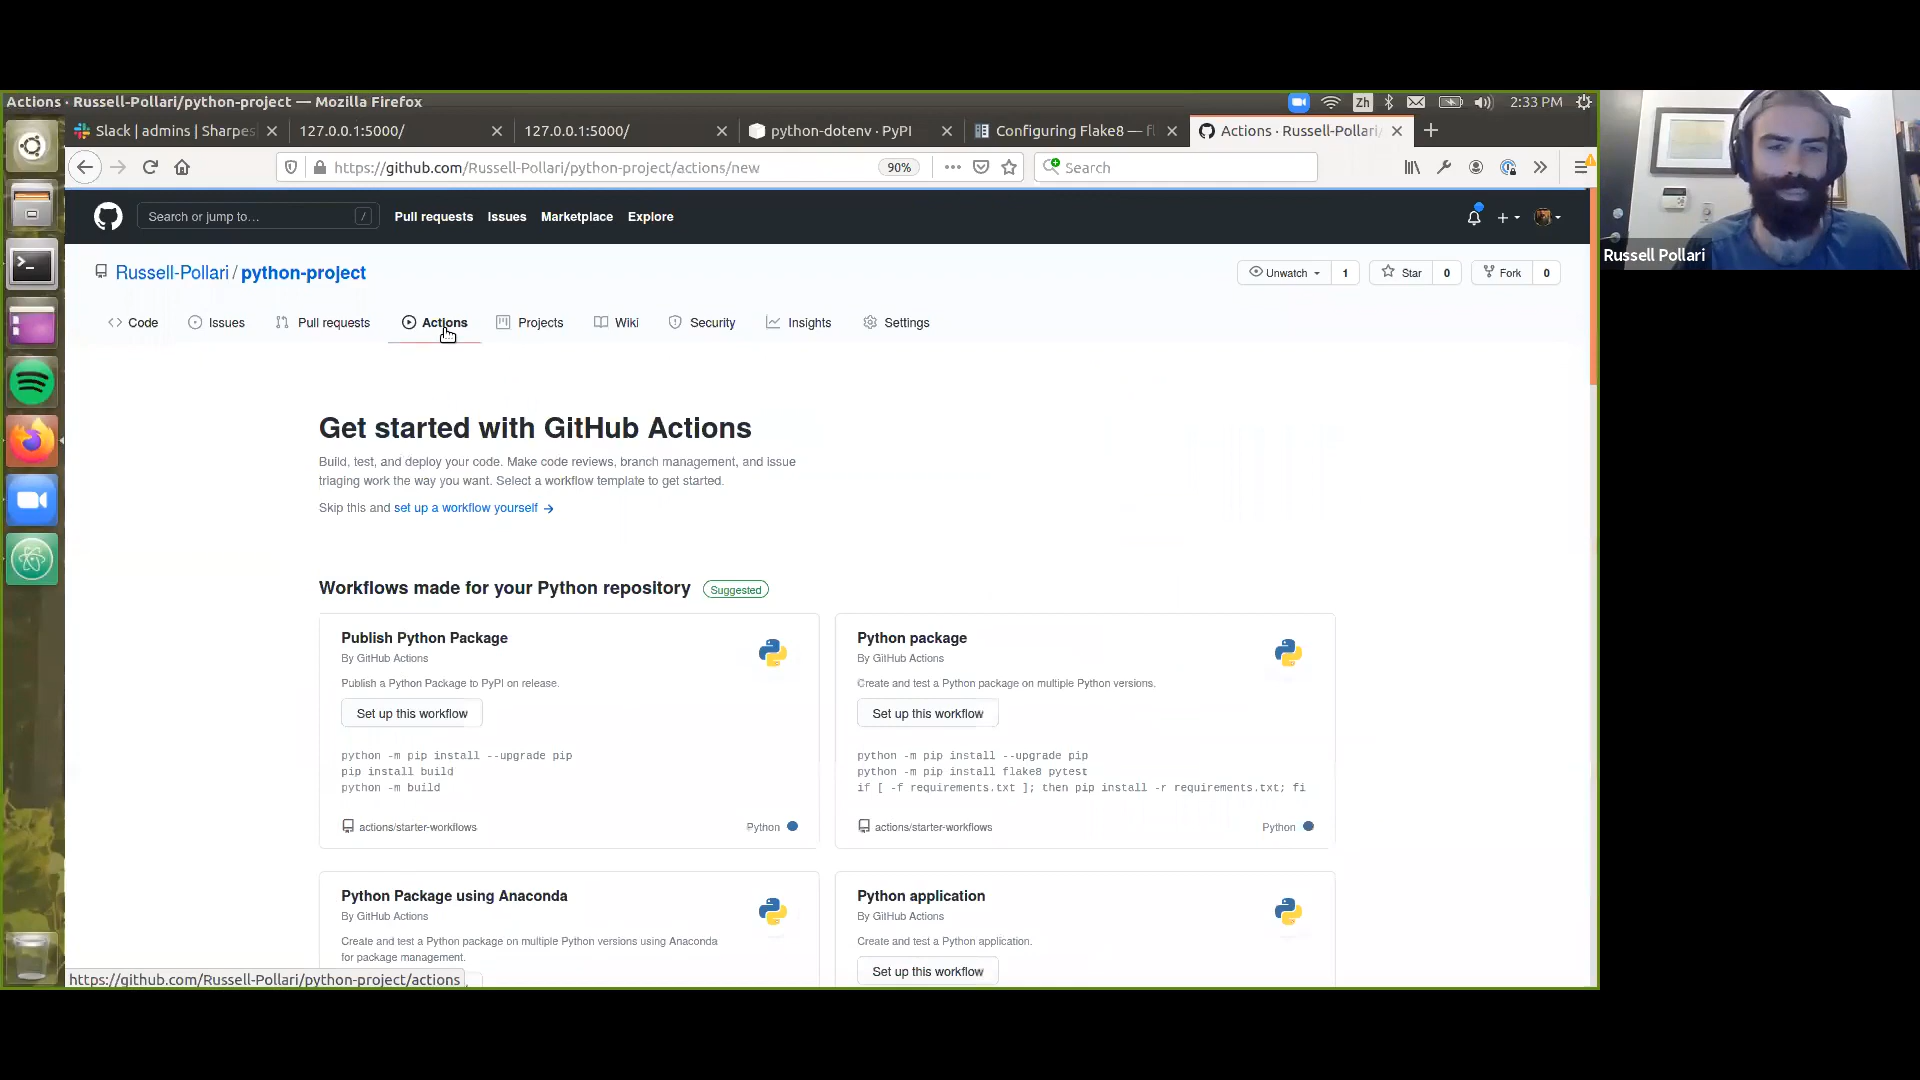 Actions · Russell-Pollari/python-project — Mozilla Firefox
Zh
2:33 PM
Slack | admins | Sharpes
127.0.0.1:5000/
127.0.0.1:5000/
python-dotenv · PyPI
Configuring Flake8 — fl
Actions · Russell-Pollari/
https://github.com/Russell-Pollari/python-project/actions/new
90%
Search
Search or jump to…
/
Pull requests
Issues
Marketplace
Explore
Russell-Pollari / python-project
Unwatch
1
Star
0
Fork
0
Code
Issues
Pull requests
Actions
Projects
Wiki
Security
Insights
Settings
Get started with GitHub Actions
Build, test, and deploy your code. Make code reviews, branch management, and issue
triaging work the way you want. Select a workflow template to get started.
Skip this and set up a workflow yourself →
Workflows made for your Python repository
Suggested
Publish Python Package
By GitHub Actions
Publish a Python Package to PyPI on release.
Set up this workflow
python -m pip install --upgrade pip
pip install build
python -m build
actions/starter-workflows
Python
Python package
By GitHub Actions
Create and test a Python package on multiple Python versions.
Set up this workflow
python -m pip install --upgrade pip
python -m pip install flake8 pytest
if [ -f requirements.txt ]; then pip install -r requirements.txt; fi
actions/starter-workflows
Python
Python Package using Anaconda
By GitHub Actions
Create and test a Python package on multiple Python versions using Anaconda
for package management.
Python application
By GitHub Actions
Create and test a Python application.
Set up this workflow
https://github.com/Russell-Pollari/python-project/actions
Russell Pollari